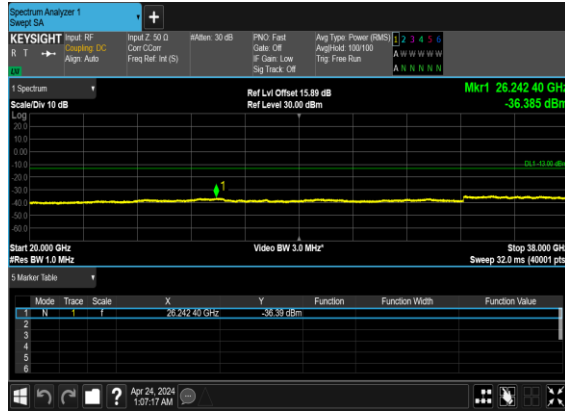 Spectrum Analyzer 1
Swept SA
+
KEYSIGHT Input: RF Input Z: 50 Ω #Atten: 30 dB PNO: Fast Avg Type: Power (RMS) 1 2 3 4 5 6
R T Coupling: DC Corr CCorr Gate: Off Avg|Hold: 100/100 A W W W W W
Align: Auto Freq Ref: Int (S) IF Gain: Low Trig: Free Run
Sig Track: Off A N N N N N
1 Spectrum Ref Lvl Offset 15.89 dB Mkr1 26.242 40 GHz
Scale/Div 10 dB Ref Level 30.00 dBm -36.385 dBm
Log
20.0
10.0
0.00
-10.0 DL1 -13.00 dBm
-20.0
-30.0 1
-40.0
-50.0
-60.0
Start 20.000 GHz Video BW 3.0 MHz* Stop 38.000 GHz
#Res BW 1.0 MHz Sweep 32.0 ms (40001 pts)
5 Marker Table
Mode Trace Scale X Y Function Function Width Function Value
1 N 1 f 26.242 40 GHz -36.39 dBm
2
3
4
5
6
? Apr 24, 2024
1:07:17 AM